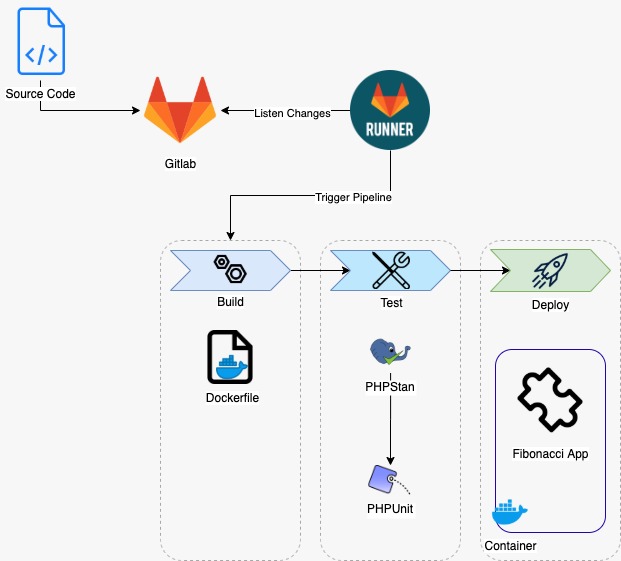 Source Code
Gitlab
Listen Changes
RUNNER
Trigger Pipeline
Build
Test
Deploy
Dockerfile
PHPStan
PHPUnit
Fibonacci App
Container